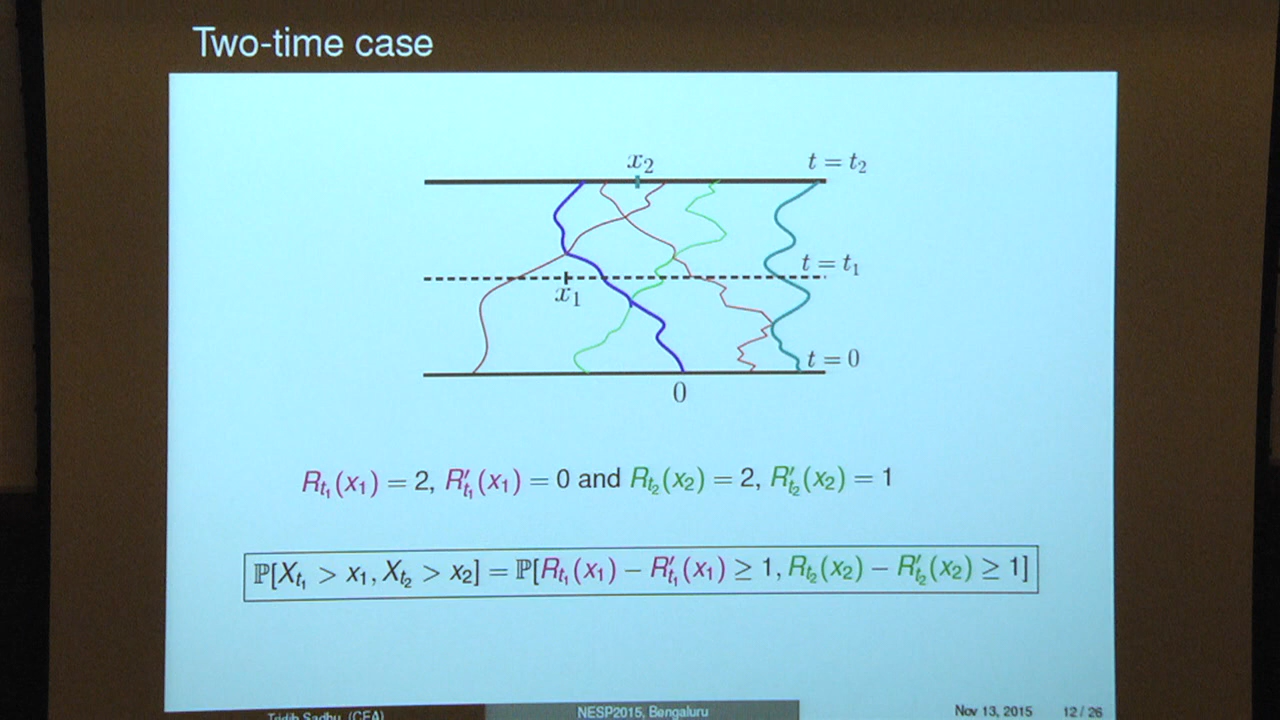 Two-time case
x₂ t = t₂
t = t₁
x₁
t = 0
0
Rₜ₁(x₁) = 2, R′ₜ₁(x₁) = 0 and Rₜ₂(x₂) = 2, R′ₜ₂(x₂) = 1
ℙ[Xₜ₁ > x₁, Xₜ₂ > x₂] = ℙ[Rₜ₁(x₁) − R′ₜ₁(x₁) ≥ 1, Rₜ₂(x₂) − R′ₜ₂(x₂) ≥ 1]
Tridib Sadhu (CEA) NESP2015, Bengaluru Nov 13, 2015 12 / 26